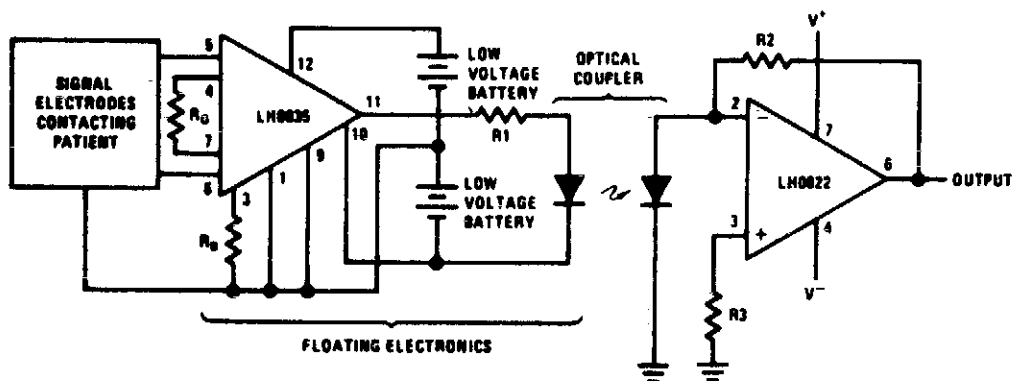 SIGNAL
ELECTRODES
CONTACTING
PATIENT
5
4
RG
7
6
3
RB
LH0036
12
11
10
9
1
LOW
VOLTAGE
BATTERY
LOW
VOLTAGE
BATTERY
R1
OPTICAL
COUPLER
FLOATING ELECTRONICS
R2
V+
2
−
7
LH0022
6
OUTPUT
3
+
4
V−
R3